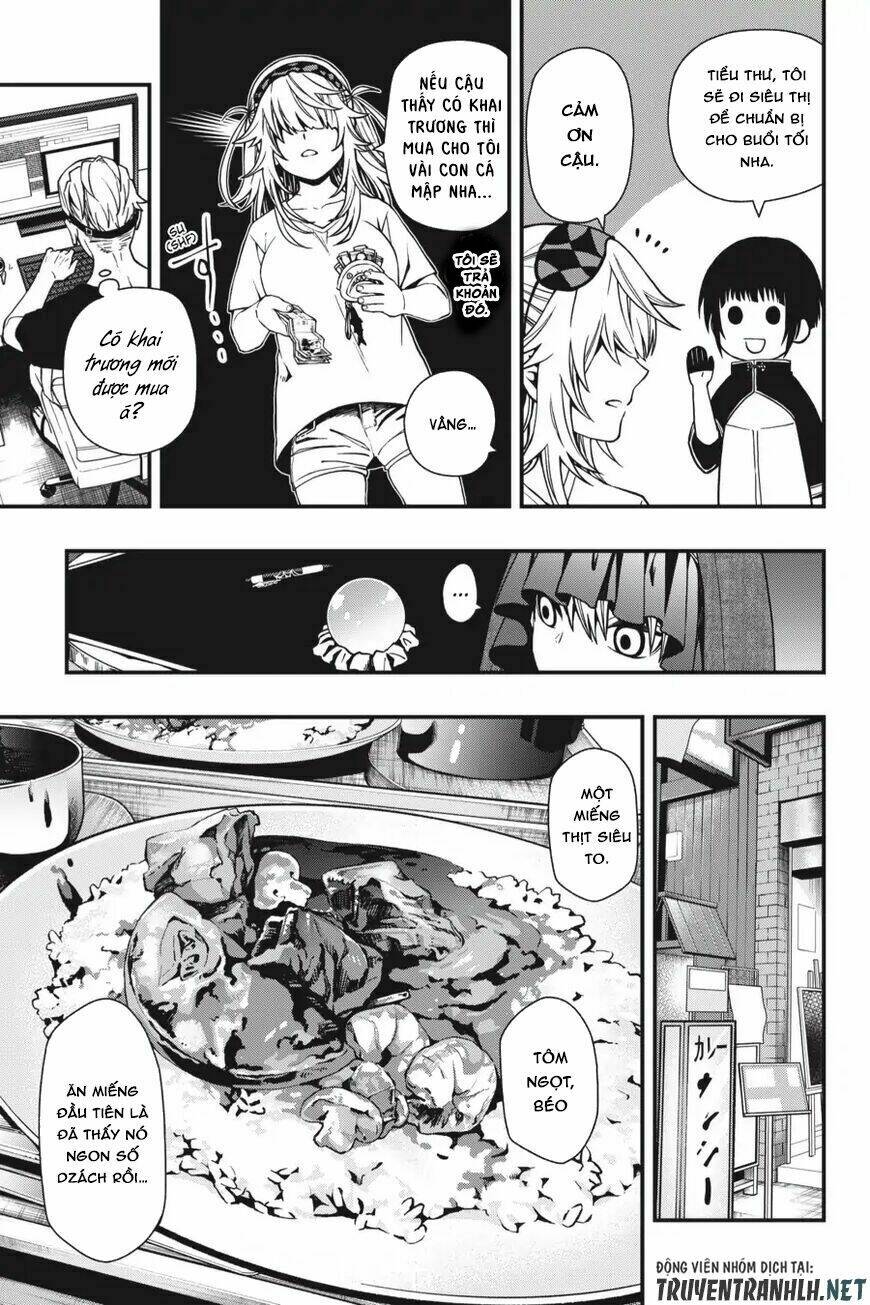 TIỂU THƯ, TÔI
SẼ ĐI SIÊU THỊ
ĐỂ CHUẨN BỊ
CHO BUỔI TỐI
NHA.
CẢM
ƠN
CẬU.
NẾU CẬU
THẤY CÓ KHAI
TRƯƠNG THÌ
MUA CHO TÔI
VÀI CON CÁ
MẬP NHA...
TÔI SẼ
TRẢ
KHOẢN
ĐÓ.
SU
(SHF)
す...
VÂNG...
Có khai
trương mới
được mua
á?
...
MỘT
MIẾNG
THỊT SIÊU
TO.
TÔM
NGỌT,
BÉO
ĂN MIẾNG
ĐẦU TIÊN LÀ
ĐÃ THẤY NÓ
NGON SỐ
DZÁCH RỒI...
カレー
ĐỘNG VIÊN NHÓM DỊCH TẠI:
TRUYENTRANHLH.NET